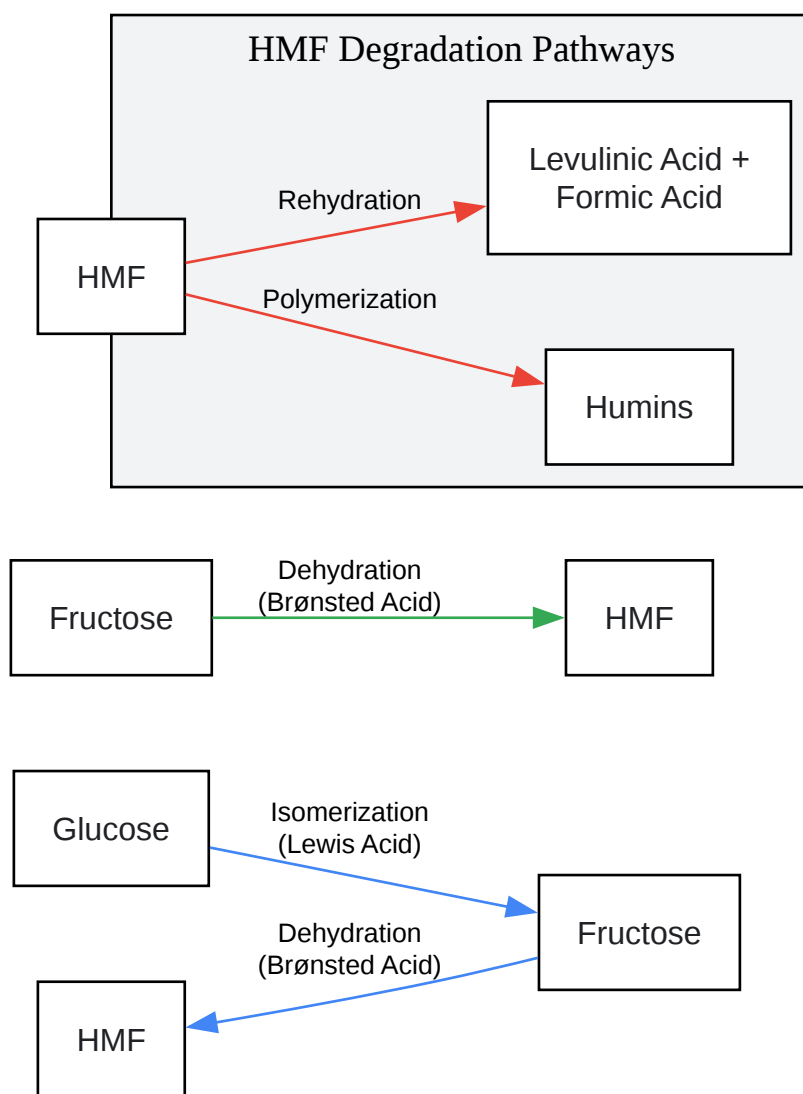 HMF Degradation Pathways
Levulinic Acid +
Formic Acid
Rehydration
HMF
Polymerization
Humins
Dehydration
(Brønsted Acid)
Fructose
HMF
Glucose
Isomerization
(Lewis Acid)
Fructose
Dehydration
(Brønsted Acid)
HMF